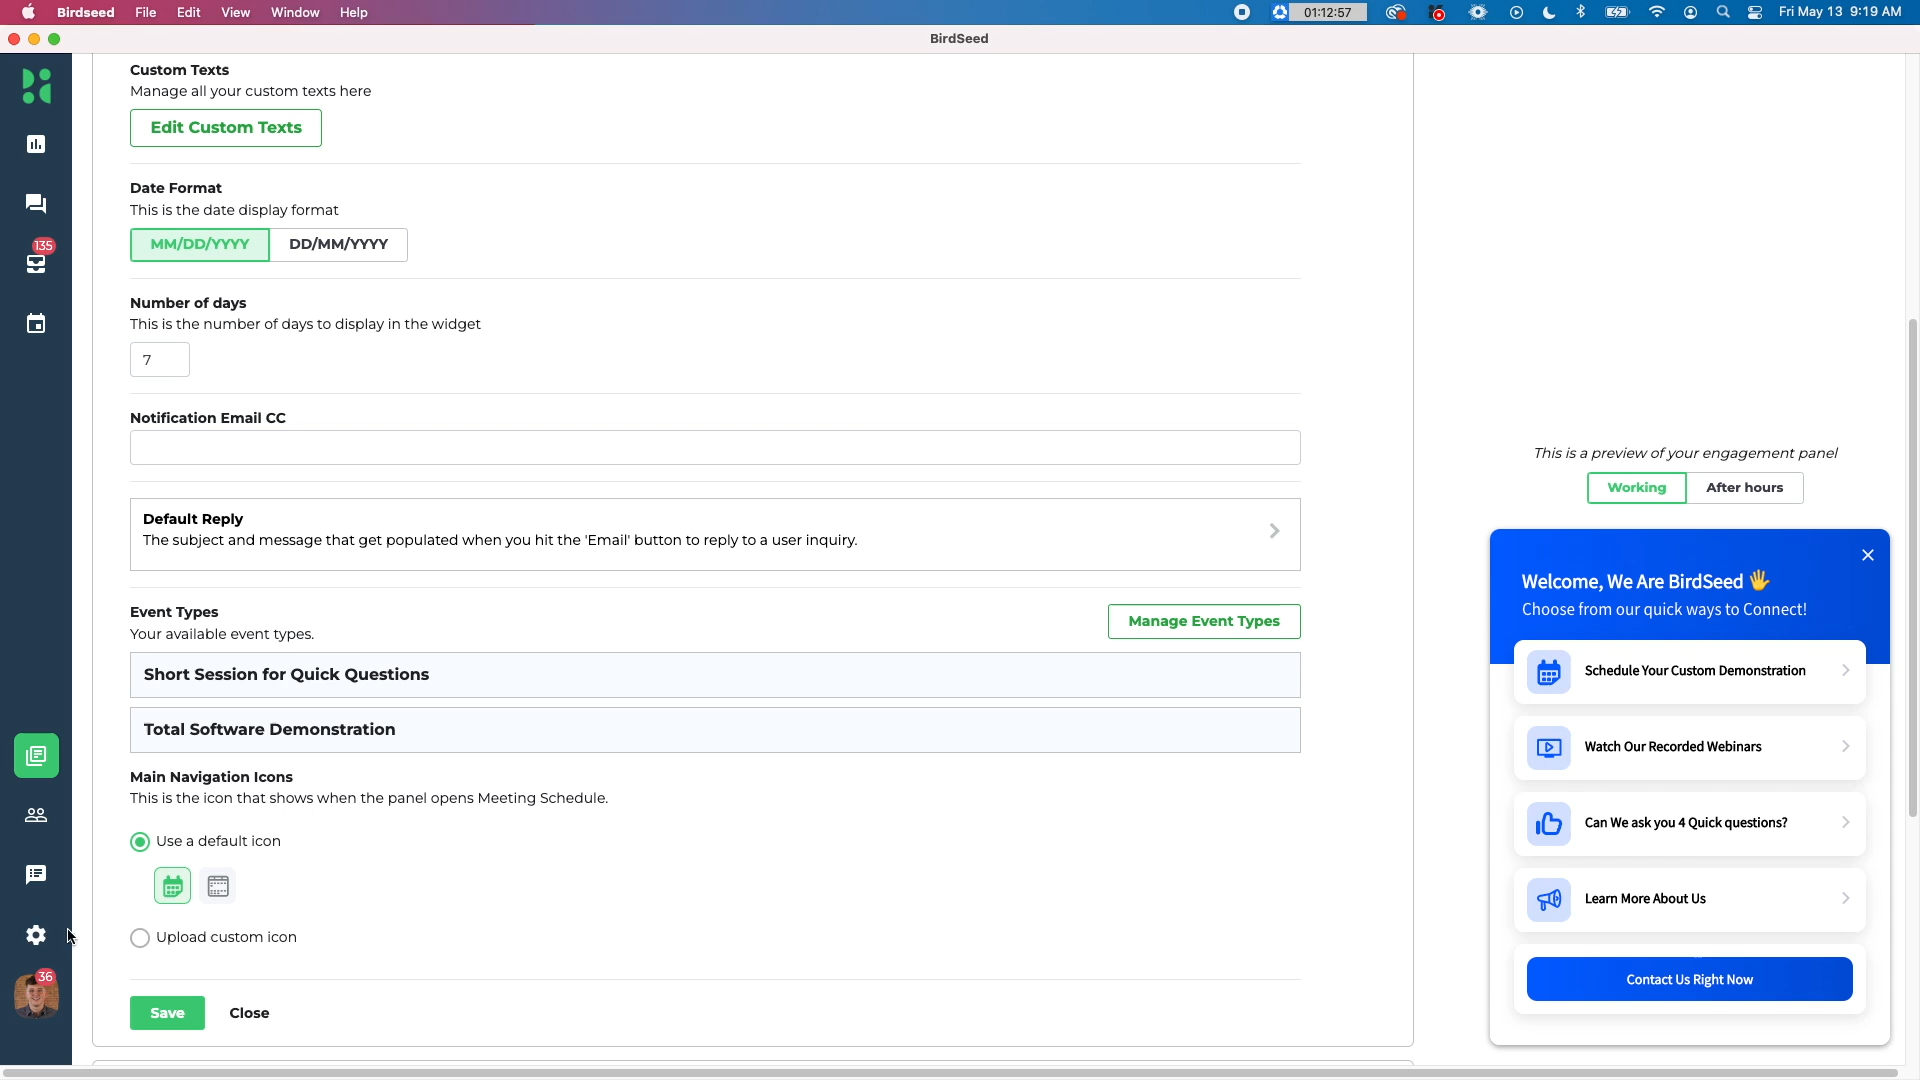 Birdseed File Edit View Window Help
01:12:57
Fri May 13 9:19 AM
BirdSeed
Custom Texts
Manage all your custom texts here
Edit Custom Texts
Date Format
This is the date display format
MM/DD/YYYY DD/MM/YYYY
135
Number of days
This is the number of days to display in the widget
7
Notification Email CC
Default Reply
The subject and message that get populated when you hit the 'Email' button to reply to a user inquiry.
Event Types
Your available event types.
Manage Event Types
Short Session for Quick Questions
Total Software Demonstration
Main Navigation Icons
This is the icon that shows when the panel opens Meeting Schedule.
Use a default icon
Upload custom icon
36
Save Close
This is a preview of your engagement panel
Working After hours
Welcome, We Are BirdSeed 🖐
Choose from our quick ways to Connect!
Schedule Your Custom Demonstration
Watch Our Recorded Webinars
Can We ask you 4 Quick questions?
Learn More About Us
Contact Us Right Now